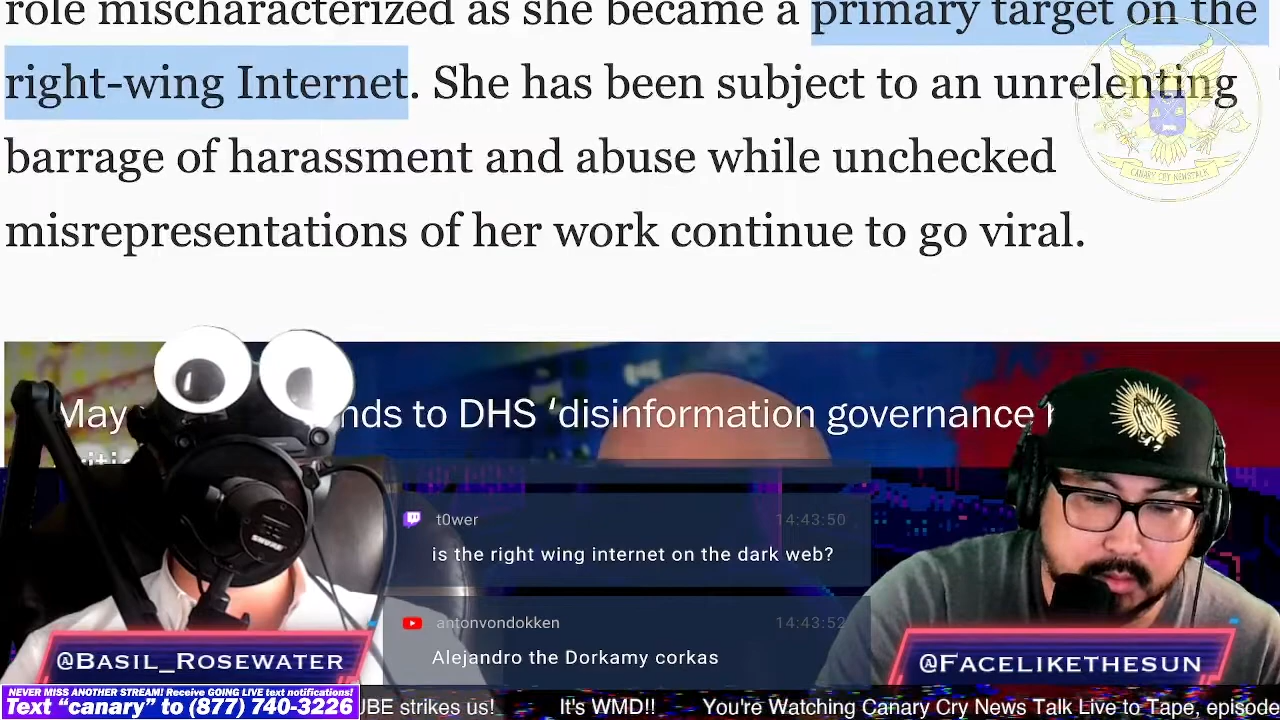 role mischaracterized as she became a primary target on the
right-wing Internet. She has been subject to an unrelenting
barrage of harassment and abuse while unchecked
misrepresentations of her work continue to go viral.
CANARY CRY NEWSTALK
May nds to DHS ‘disinformation governance
t0wer 14:43:50
is the right wing internet on the dark web?
antonvondokken 14:43:52
Alejandro the Dorkamy corkas
SHURE
@BASIL_ROSEWATER
@FACELIKETHESUN
NEVER MISS ANOTHER STREAM! Receive GOING LIVE text notifications!
Text “canary” to (877) 740-3226
UBE strikes us! It's WMD!! You're Watching Canary Cry News Talk Live to Tape, episode